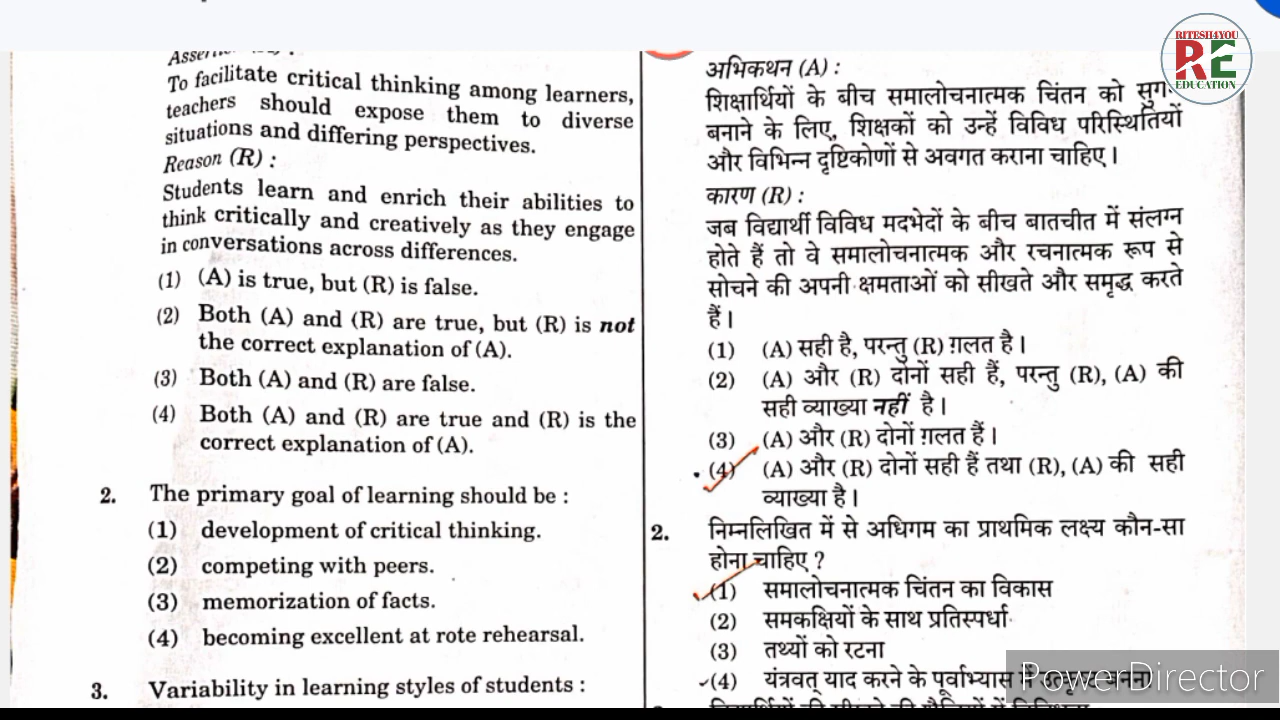 RITESH4YOU
RE
EDUCATION
To facilitate critical thinking among learners,
teachers should expose them to diverse
situations and differing perspectives.
Reason (R) :
Students learn and enrich their abilities to
think critically and creatively as they engage
in conversations across differences.
(1) (A) is true, but (R) is false.
(2) Both (A) and (R) are true, but (R) is not
the correct explanation of (A).
(3) Both (A) and (R) are false.
(4) Both (A) and (R) are true and (R) is the
correct explanation of (A).
2. The primary goal of learning should be :
(1) development of critical thinking.
(2) competing with peers.
(3) memorization of facts.
(4) becoming excellent at rote rehearsal.
3. Variability in learning styles of students :
अभिकथन (A) :
शिक्षार्थियों के बीच समालोचनात्मक चिंतन को
बनाने के लिए, शिक्षकों को उन्हें विविध परिस्थितियों
और विभिन्न दृष्टिकोणों से अवगत कराना चाहिए ।
कारण (R) :
जब विद्यार्थी विविध मदभेदों के बीच बातचीत में संलग्न
होते हैं तो वे समालोचनात्मक और रचनात्मक रूप से
सोचने की अपनी क्षमताओं को सीखते और समृद्ध करते
हैं ।
(1) (A) सही है, परन्तु (R) ग़लत है ।
(2) (A) और (R) दोनों सही हैं, परन्तु (R), (A) की
सही व्याख्या नहीं है ।
(3) (A) और (R) दोनों ग़लत हैं ।
(4) (A) और (R) दोनों सही हैं तथा (R), (A) की सही
व्याख्या है ।
2. निम्नलिखित में से अधिगम का प्राथमिक लक्ष्य कौन-सा
होना चाहिए ?
(1) समालोचनात्मक चिंतन का विकास
(2) समकक्षियों के साथ प्रतिस्पर्धा
(3) तथ्यों को रटना
(4) यंत्रवत् याद करने के पूर्वाभ्यास में
PowerDirector